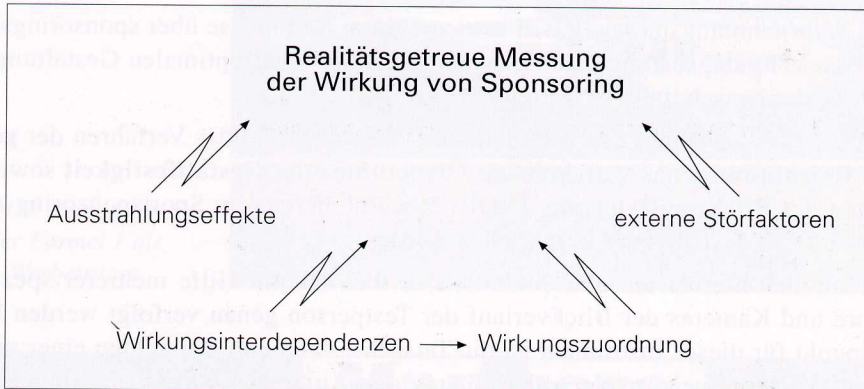 Realitätsgetreue Messung
der Wirkung von Sponsoring
Ausstrahlungseffekte
externe Störfaktoren
Wirkungsinterdependenzen
Wirkungszuordnung